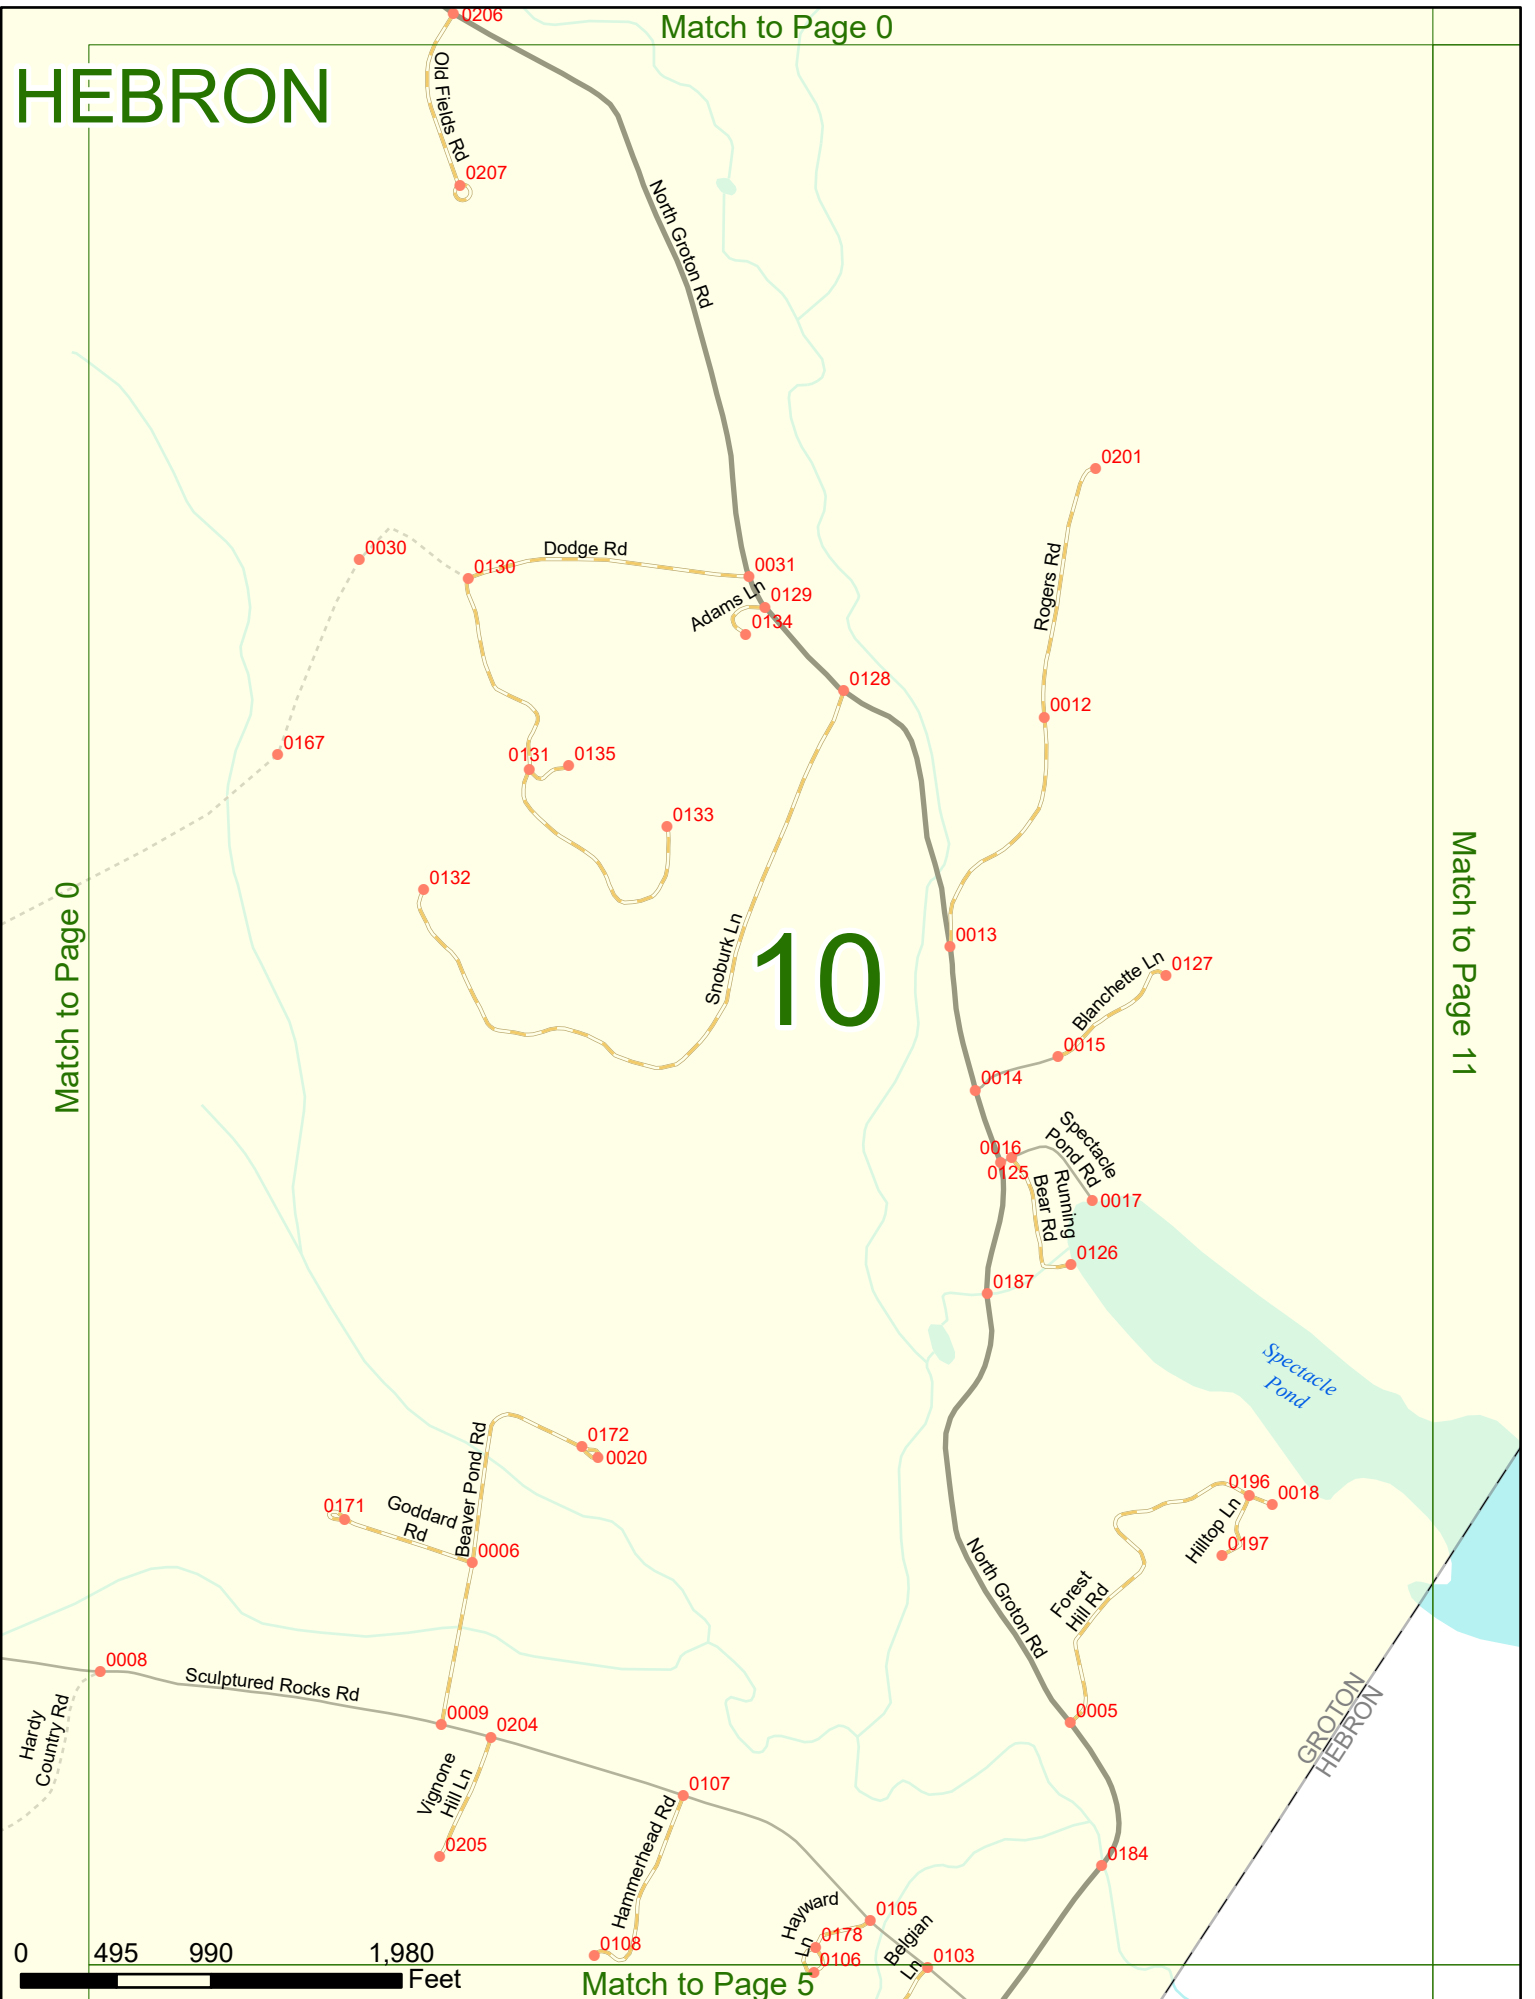 0206
Match to Page 0
HEBRON
Old Fields Rd
0207
North Groton Rd
0201
0030
0130
Dodge Rd
0031
Adams Ln
0129
0134
Rogers Rd
0128
0012
0167
0131
0135
0133
0132
Match to Page 0
Snoburk Ln
10
0013
Match to Page 11
Blanchette Ln
0127
0015
0014
Spectacle
Pond Rd
0016
0125
Running
Bear Rd
0017
0126
0187
Spectacle
Pond
0172
0020
Beaver Pond Rd
0171
Goddard
Rd
0006
0196
0018
Hilltop Ln
0197
North Groton Rd
Forest
Hill Rd
0008
Sculptured Rocks Rd
Hardy
Country Rd
0009
0204
0005
GROTON
HEBRON
Vignone
Hill Ln
0107
0205
Hammerhead Rd
0184
Hayward
Ln
0105
0178
0106
Belgian
Ln
0103
0108
0
495
990
1,980
Feet
Match to Page 5